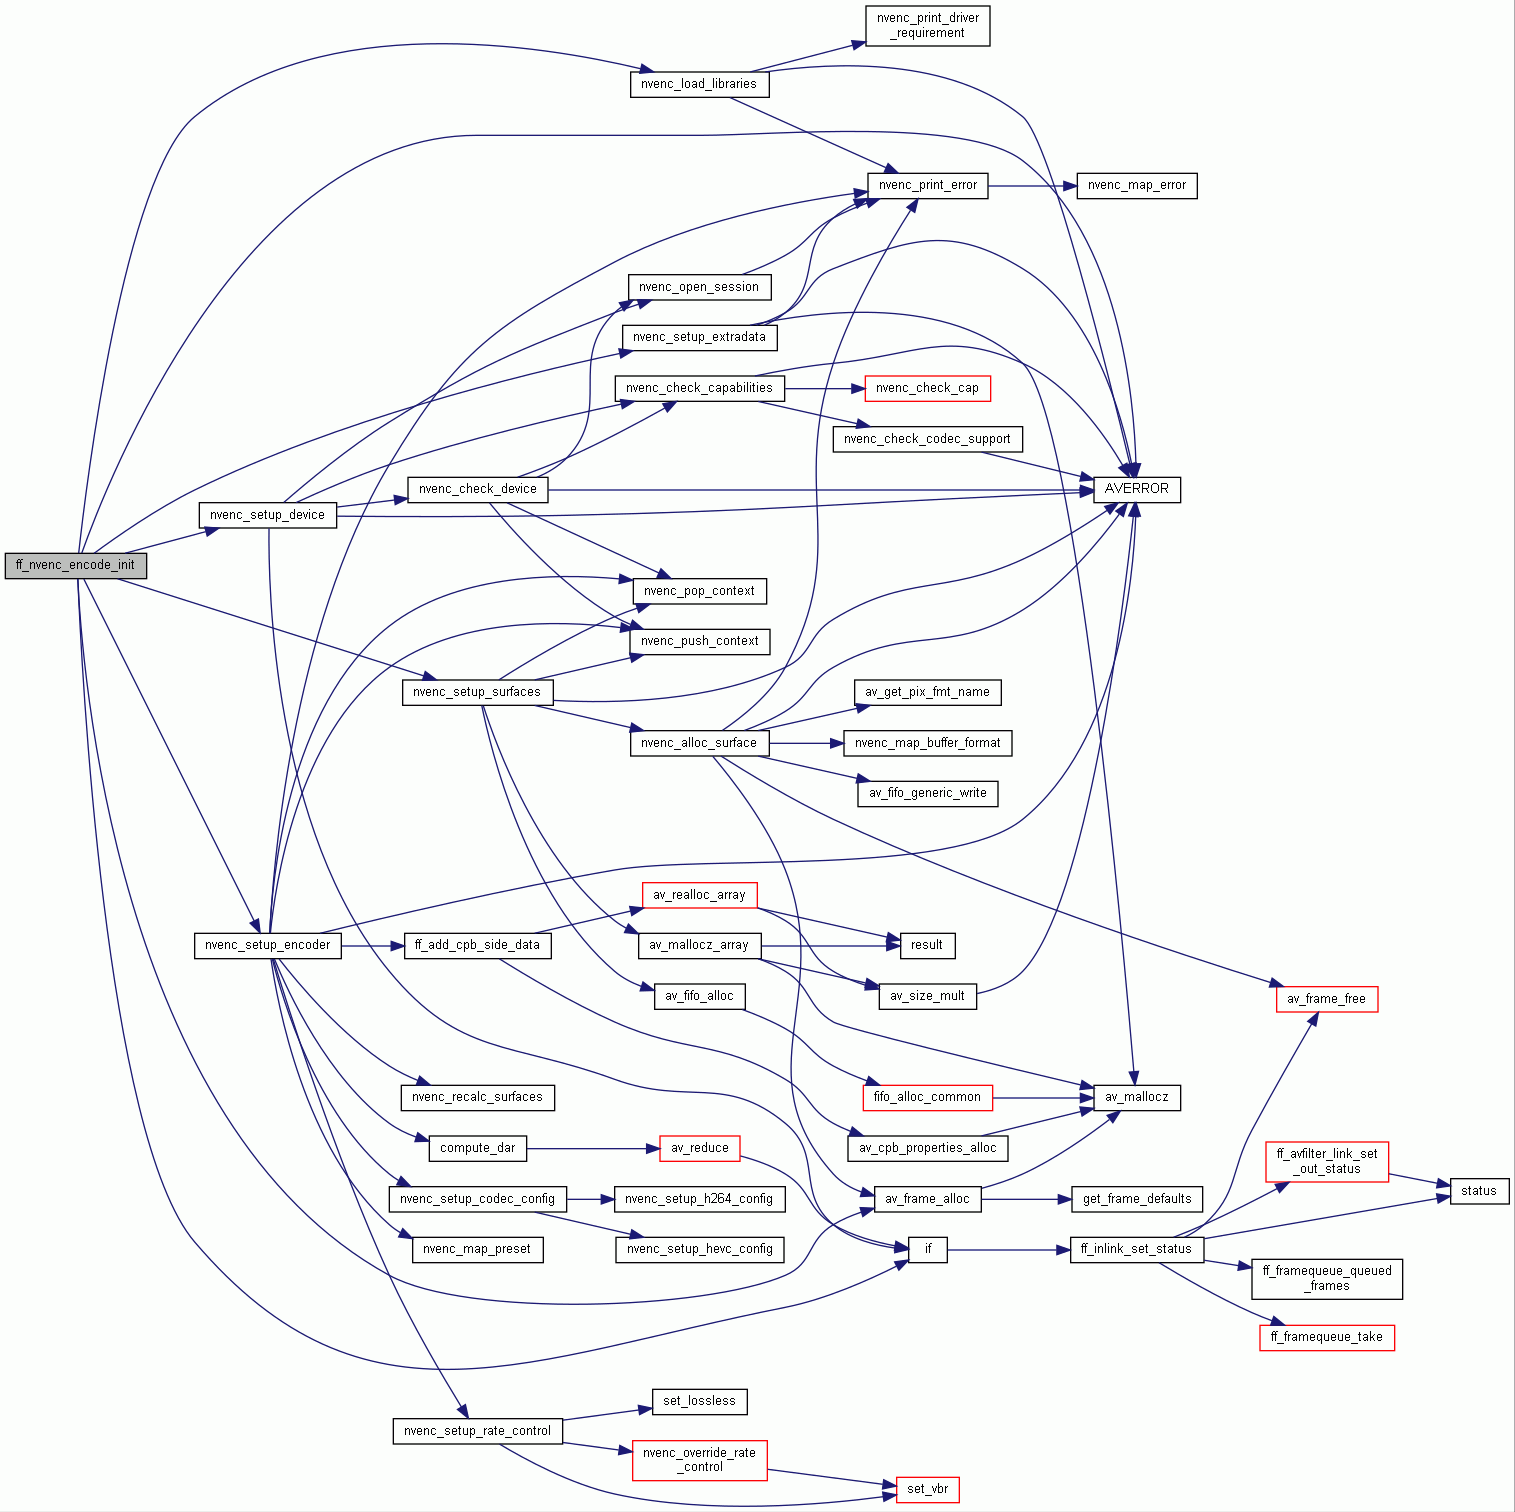 nvenc_print_driver
_requirement
nvenc_load_libraries
nvenc_print_error
nvenc_map_error
nvenc_open_session
nvenc_setup_extradata
nvenc_check_capabilities
nvenc_check_cap
nvenc_check_codec_support
nvenc_check_device
AVERROR
nvenc_setup_device
ff_nvenc_encode_init
nvenc_pop_context
nvenc_push_context
nvenc_setup_surfaces
av_get_pix_fmt_name
nvenc_alloc_surface
nvenc_map_buffer_format
av_fifo_generic_write
av_realloc_array
nvenc_setup_encoder
ff_add_cpb_side_data
av_mallocz_array
result
av_fifo_alloc
av_size_mult
av_frame_free
nvenc_recalc_surfaces
fifo_alloc_common
av_mallocz
compute_dar
av_reduce
av_cpb_properties_alloc
ff_avfilter_link_set
_out_status
nvenc_setup_codec_config
nvenc_setup_h264_config
av_frame_alloc
get_frame_defaults
status
nvenc_map_preset
nvenc_setup_hevc_config
if
ff_inlink_set_status
ff_framequeue_queued
_frames
ff_framequeue_take
set_lossless
nvenc_setup_rate_control
nvenc_override_rate
_control
set_vbr